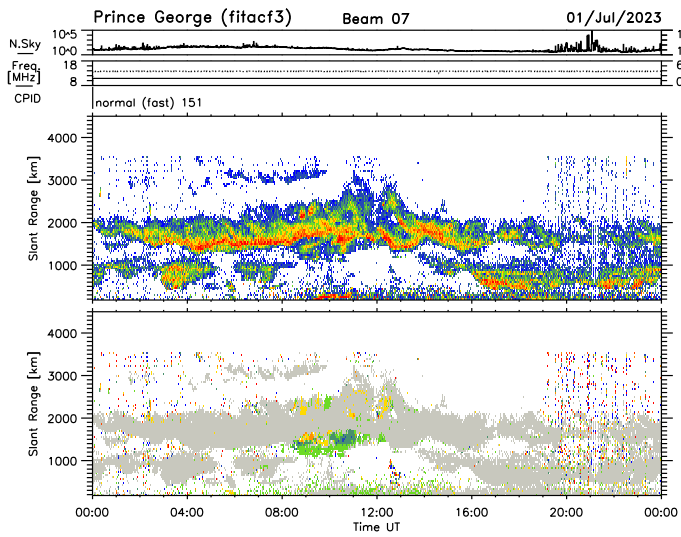 Prince George (fitacf3) Beam 07 01/Jul/2023
N.Sky 10^5
10^0
Freq. 18 6
[MHz] 8 0
CPID normal (fast) 151
4000
3000
2000
1000
Slant Range [km]
4000
3000
2000
1000
Slant Range [km]
00:00 04:00 08:00 12:00 16:00 20:00 00:00
Time UT